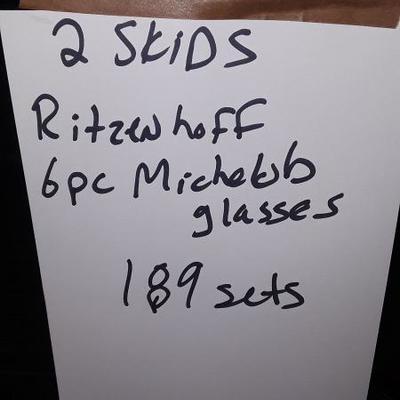 2 SKIDS
Ritzenhoff
6pc Michelob
glasses
189 sets